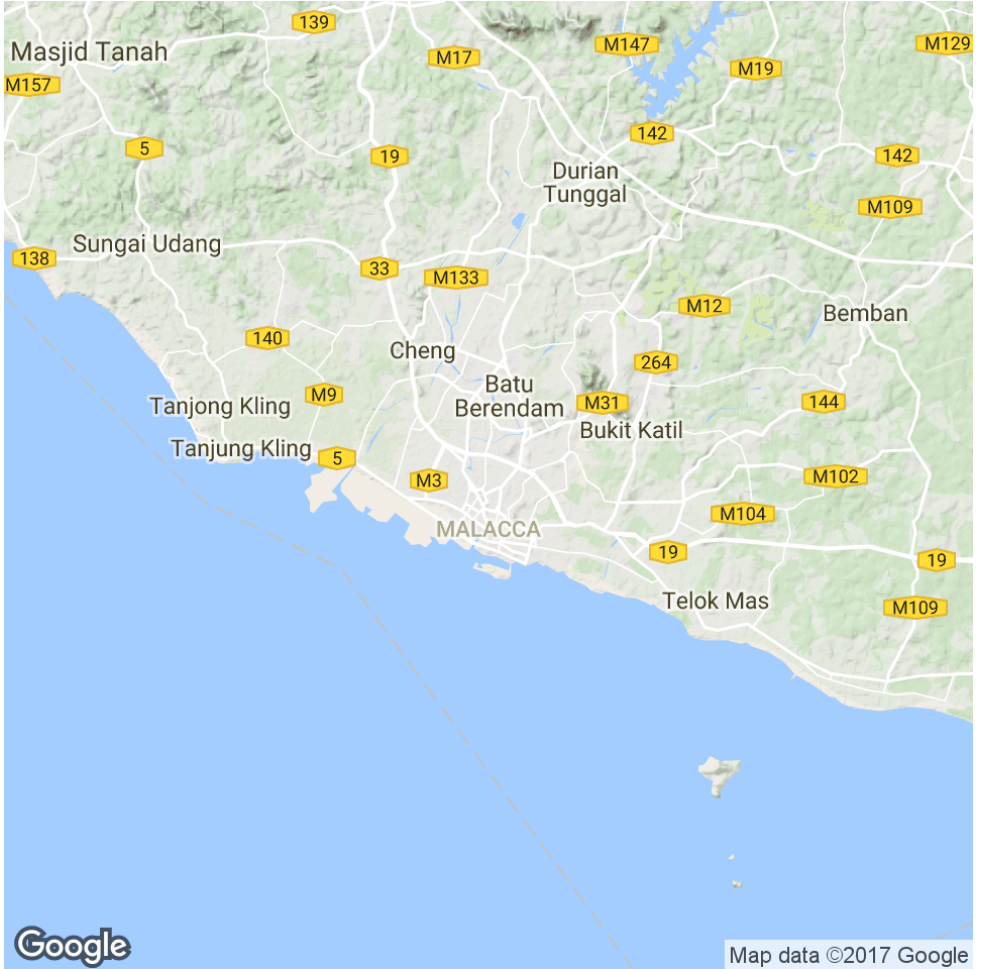 139
M147
M129
Masjid Tanah
M17
M19
M157
142
5
19
142
Durian
Tunggal
M109
Sungai Udang
138
33
M133
M12
Bemban
140
Cheng
264
Batu
Berendam
M9
M31
144
Tanjong Kling
Bukit Katil
Tanjung Kling
5
M3
M102
M104
MALACCA
19
19
Telok Mas
M109
Google
Map data ©2017 Google